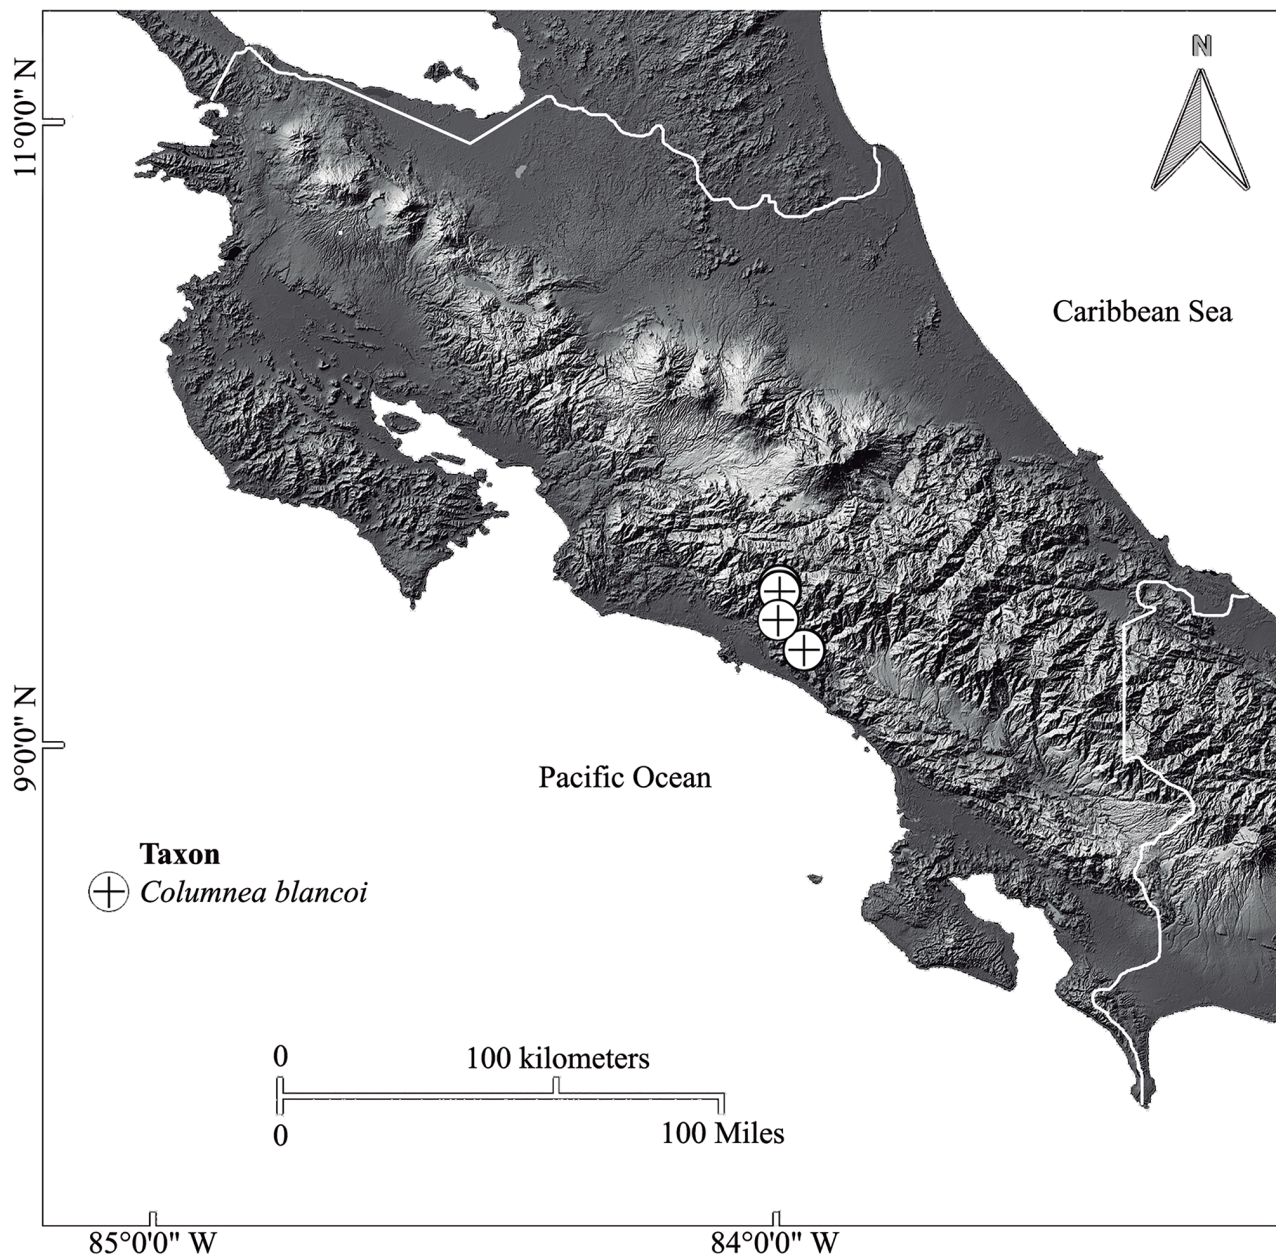 N
11°0'0" N
Caribbean Sea
9°0'0" N
Pacific Ocean
Taxon
Columnea blancoi
0
100 kilometers
0
100 Miles
85°0'0" W
84°0'0" W